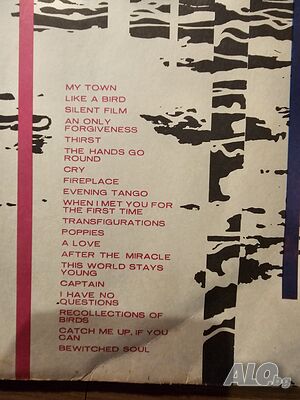 MY TOWN
LIKE A BIRD
SILENT FILM
AN ONLY
FORGIVENESS
THIRST
THE HANDS GO
ROUND
CRY
FIREPLACE
EVENING TANGO
WHEN I MET YOU FOR
THE FIRST TIME
TRANSFIGURATIONS
POPPIES
A LOVE
AFTER THE MIRACLE
THIS WORLD STAYS
YOUNG
CAPTAIN
I HAVE NO
QUESTIONS
RECOLLECTIONS OF
BIRDS
CATCH ME UP, IF YOU
CAN
BEWITCHED SOUL
ALO.bg